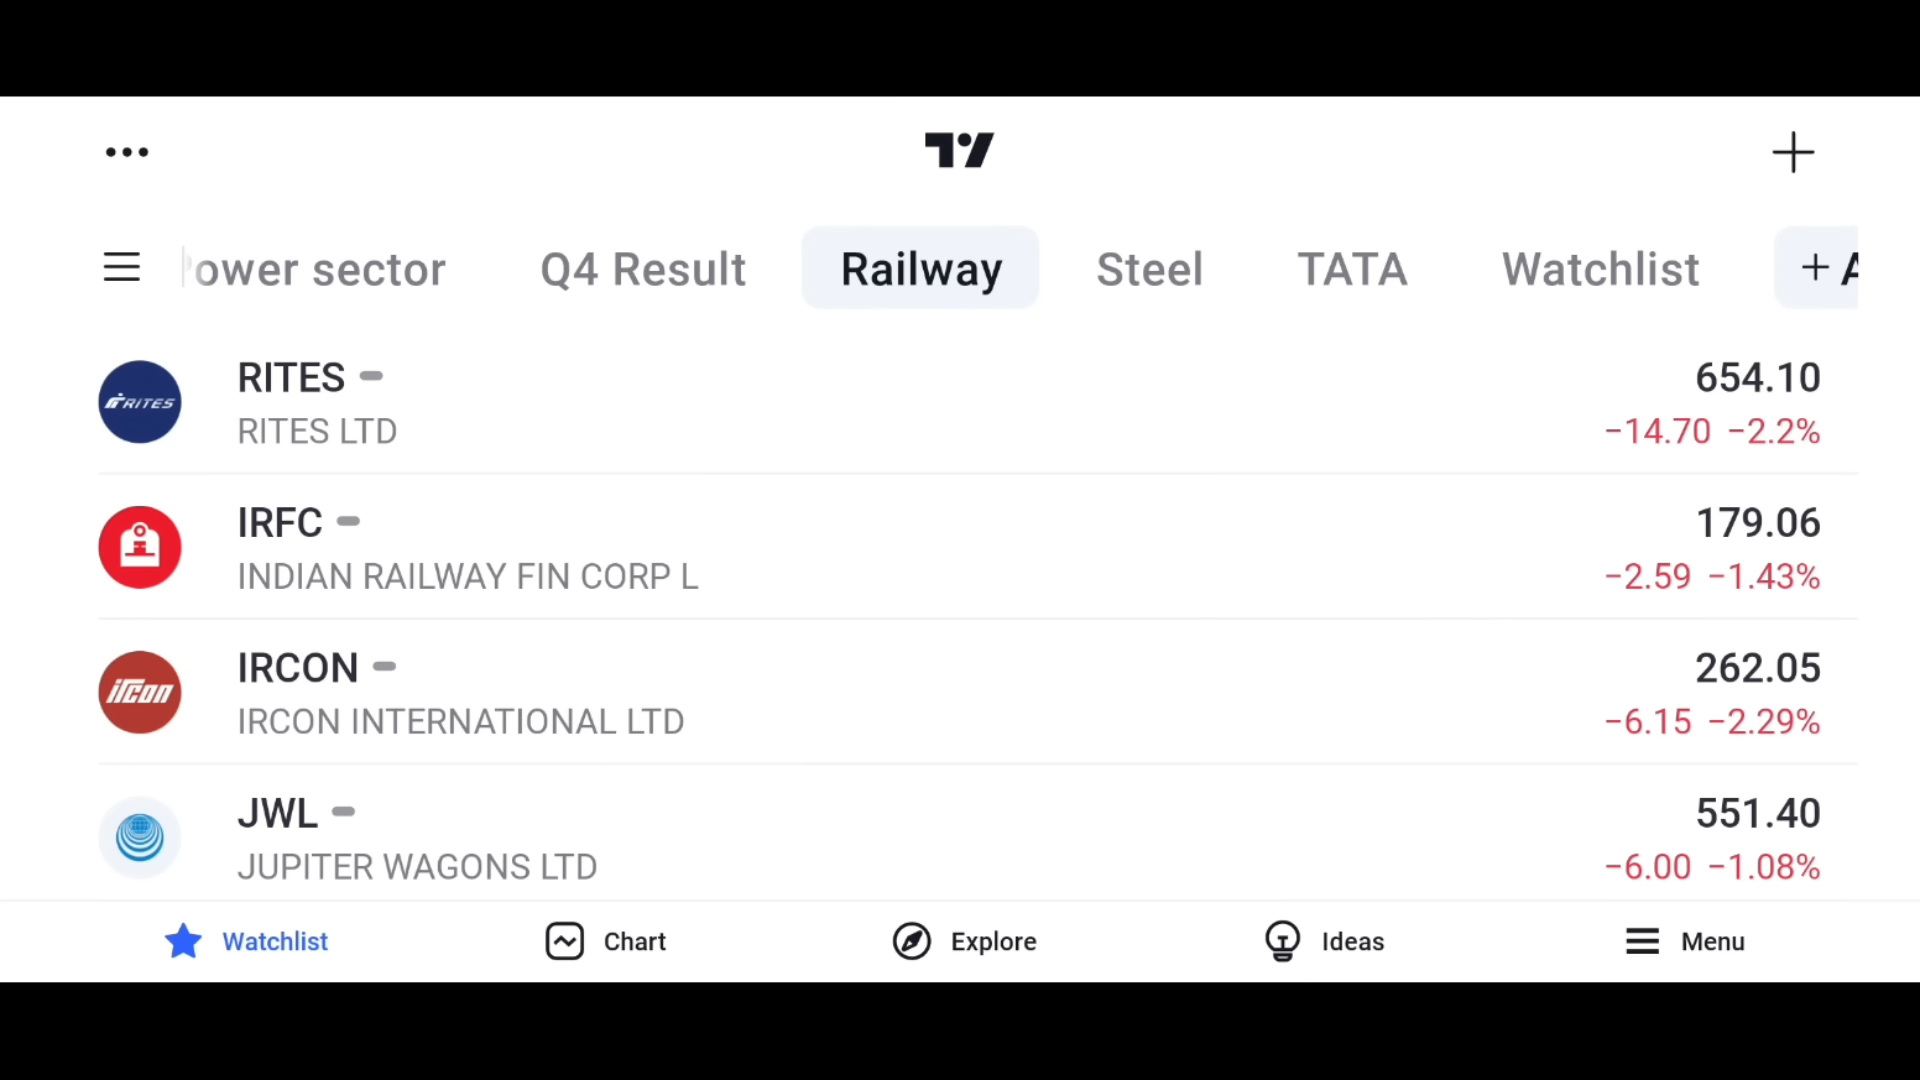 ower sector Q4 Result Railway Steel TATA Watchlist + A
RITES 654.10
RITES LTD −14.70 −2.2%
IRFC 179.06
INDIAN RAILWAY FIN CORP L −2.59 −1.43%
IRCON 262.05
IRCON INTERNATIONAL LTD −6.15 −2.29%
JWL 551.40
JUPITER WAGONS LTD −6.00 −1.08%
Watchlist Chart Explore Ideas Menu